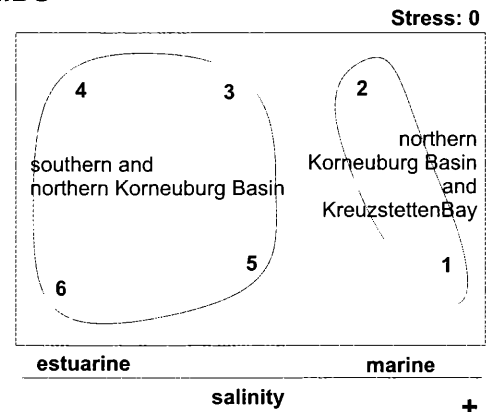 Stress: 0
4
3
2
southern and
northern Korneuburg Basin
northern
Korneuburg Basin
and
KreuzstettenBay
6
5
1
estuarine
marine
salinity
+